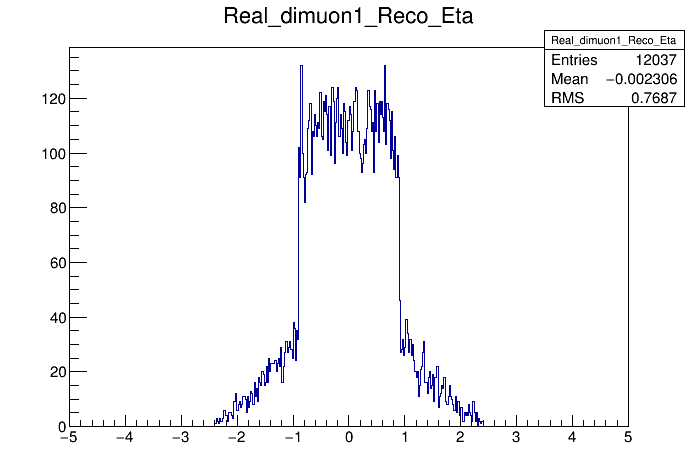 Real_dimuon1_Reco_Eta
Real_dimuon1_Reco_Eta
Entries 12037
Mean −0.002306
RMS 0.7687
120
100
80
60
40
20
0
−5 −4 −3 −2 −1 0 1 2 3 4 5